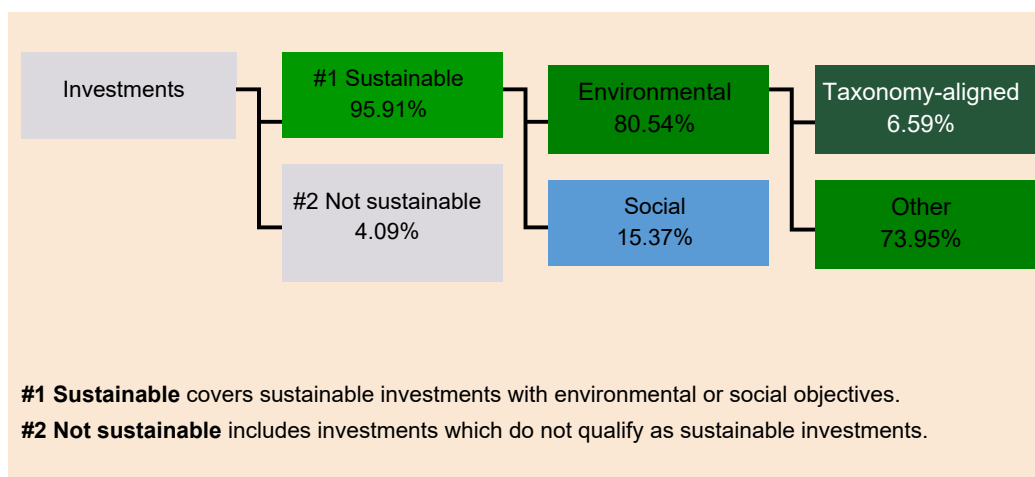 Investments
#1 Sustainable
95.91%
#2 Not sustainable
4.09%
Environmental
80.54%
Social
15.37%
Taxonomy-aligned
6.59%
Other
73.95%
#1 Sustainable covers sustainable investments with environmental or social objectives.
#2 Not sustainable includes investments which do not qualify as sustainable investments.